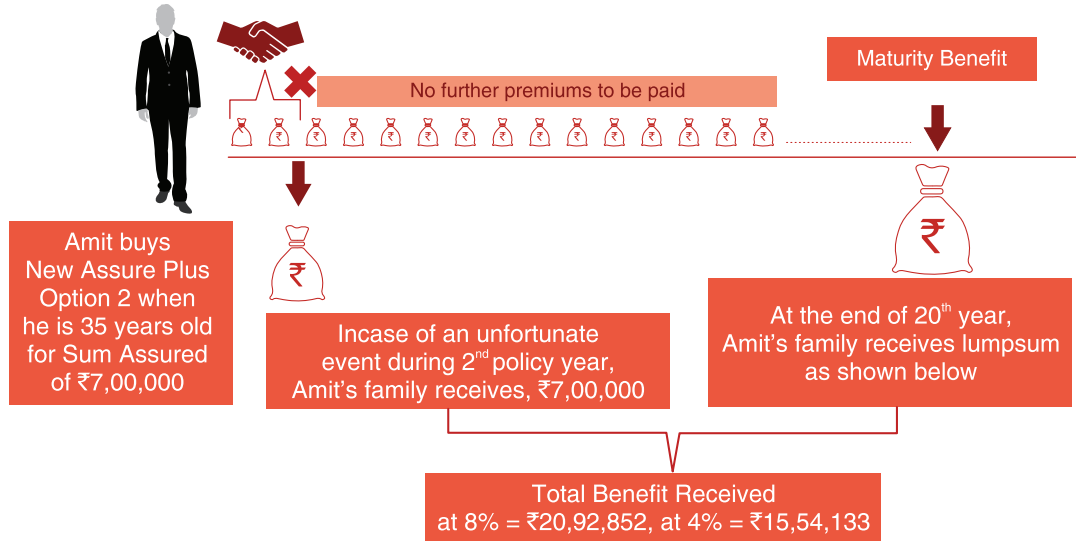 No further premiums to be paid
Maturity Benefit
₹ ₹ ₹ ₹ ₹ ₹ ₹ ₹ ₹ ₹ ₹ ₹ ₹ ₹ ₹
₹
₹
Amit buys
New Assure Plus
Option 2 when
he is 35 years old
for Sum Assured
of ₹7,00,000
Incase of an unfortunate
event during 2nd policy year,
Amit's family receives, ₹7,00,000
At the end of 20th year,
Amit's family receives lumpsum
as shown below
Total Benefit Received
at 8% = ₹20,92,852, at 4% = ₹15,54,133